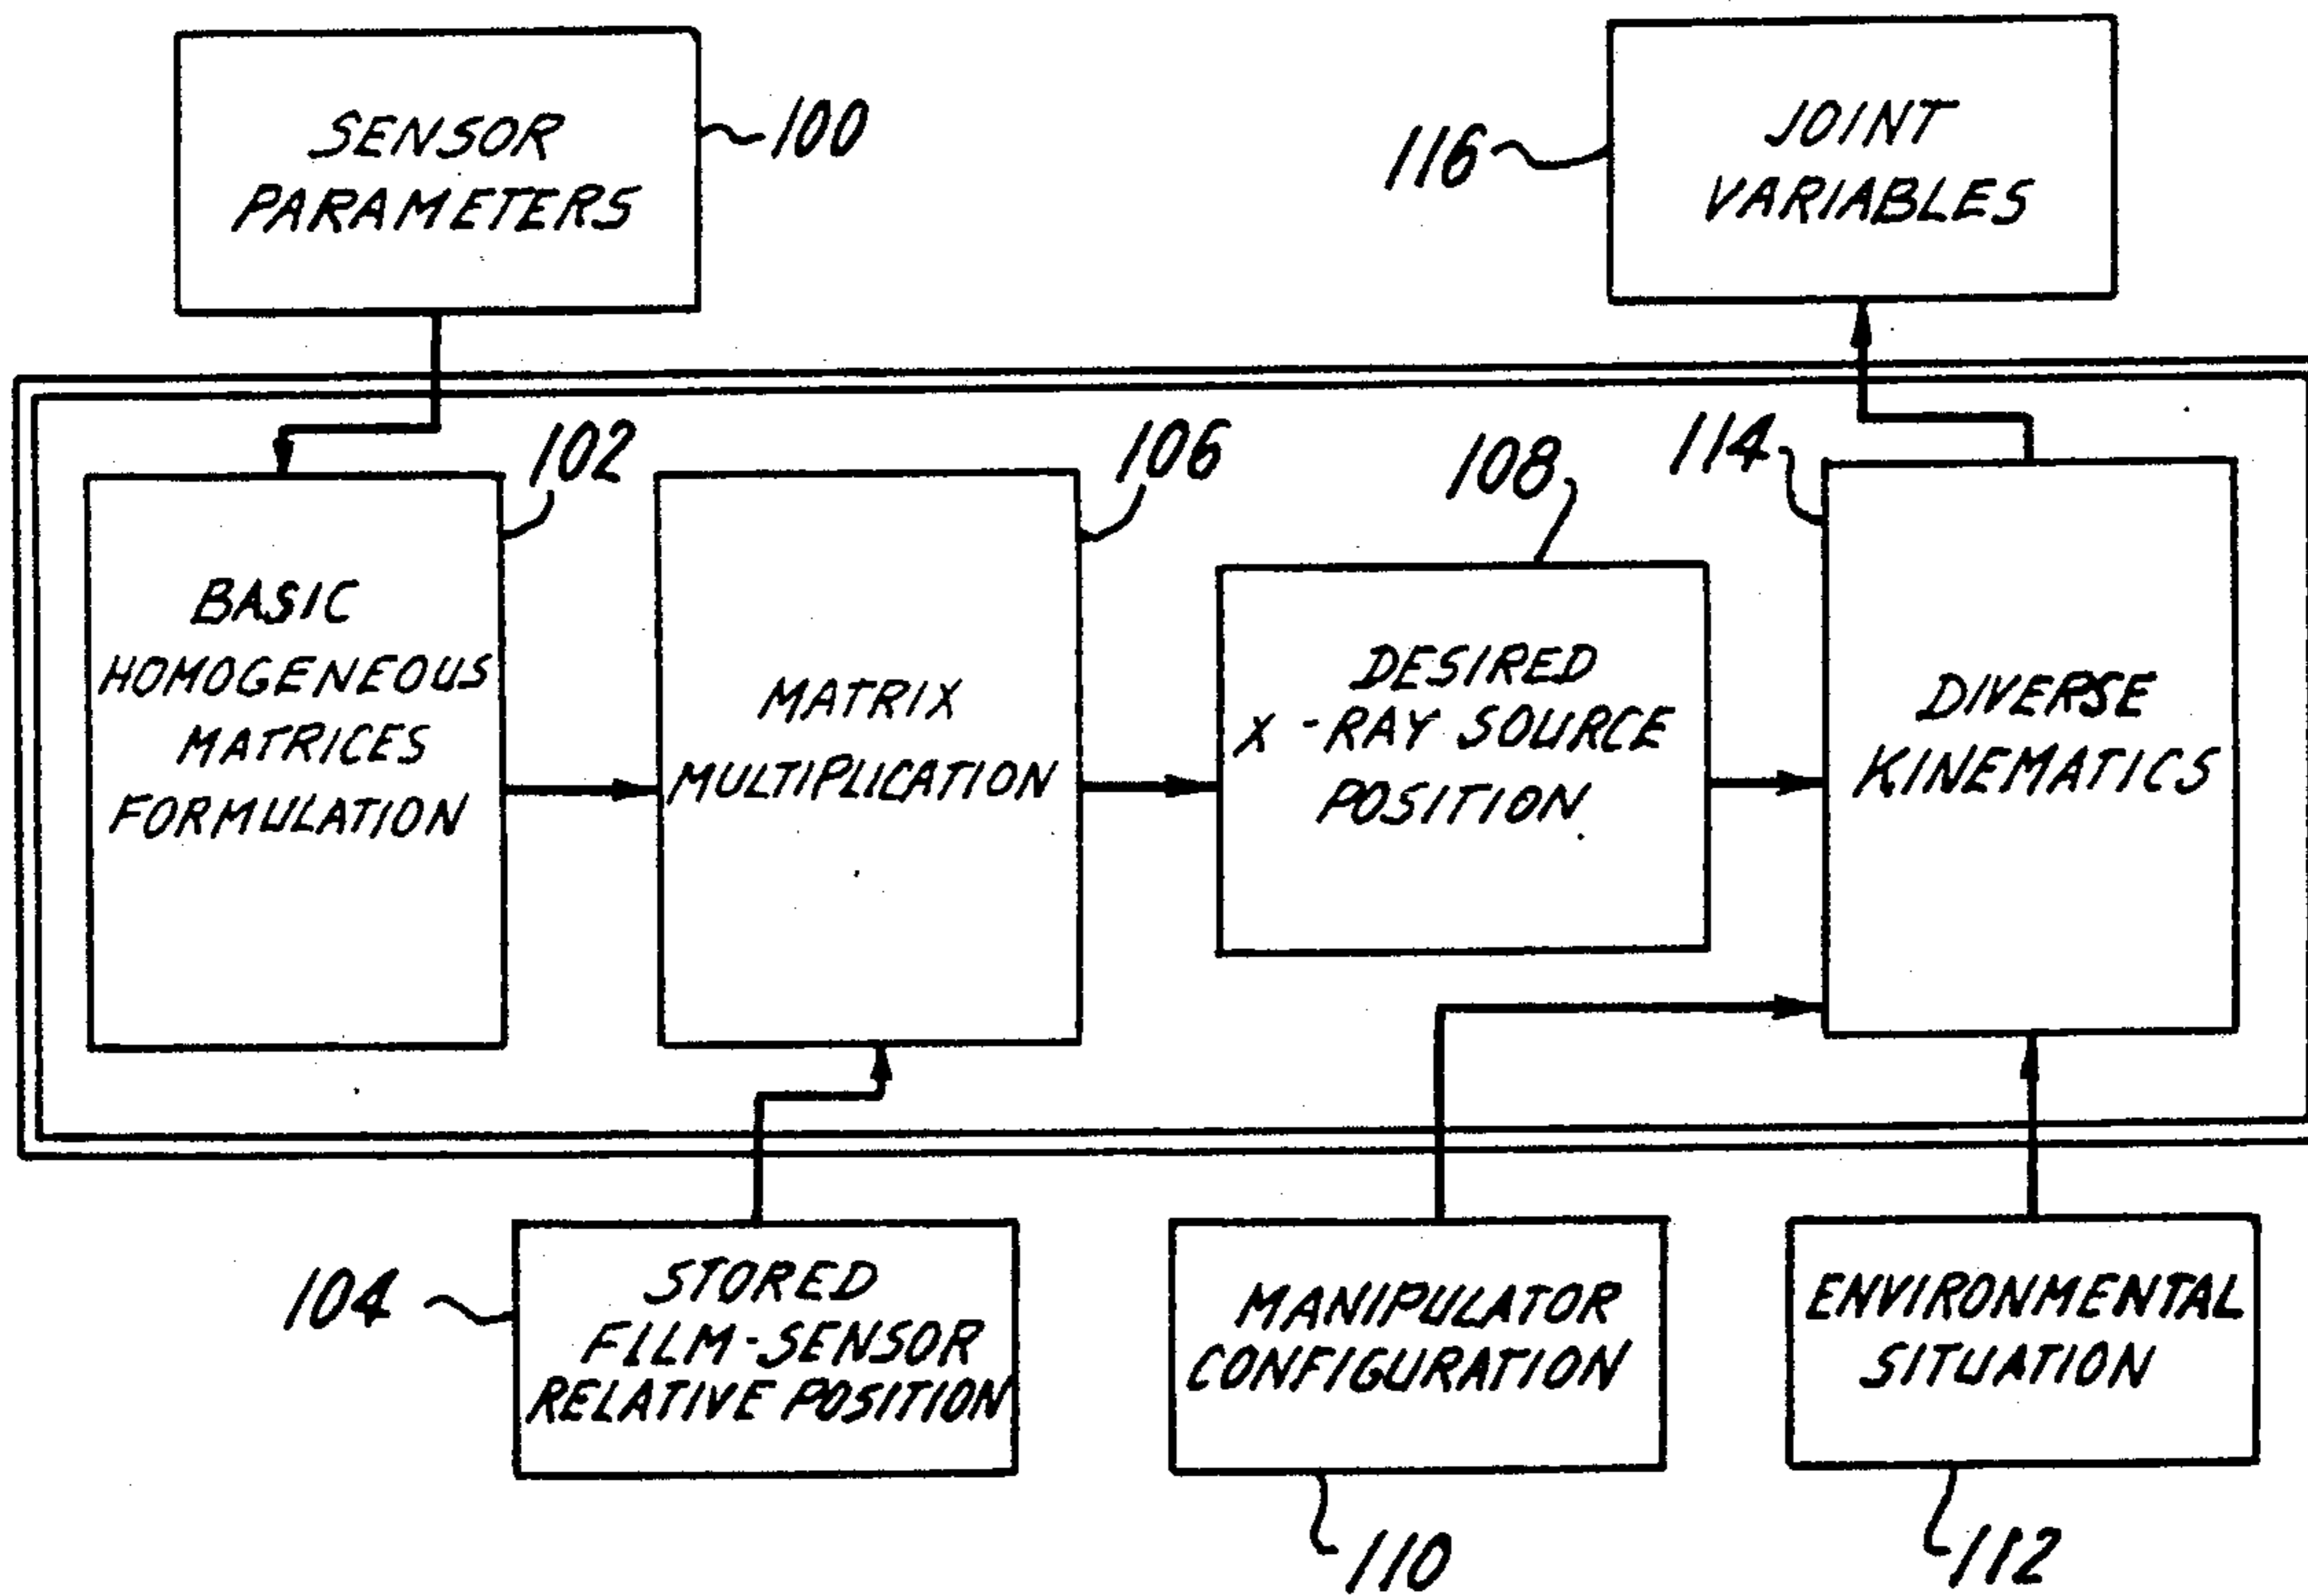 SENSOR
PARAMETERS
100
116
JOINT
VARIABLES
102
106
108
114
BASIC
HOMOGENEOUS
MATRICES
FORMULATION
MATRIX
MULTIPLICATION
DESIRED
X-RAY SOURCE
POSITION
DIVERSE
KINEMATICS
104
STORED
FILM-SENSOR
RELATIVE POSITION
MANIPULATOR
CONFIGURATION
ENVIRONMENTAL
SITUATION
110
112